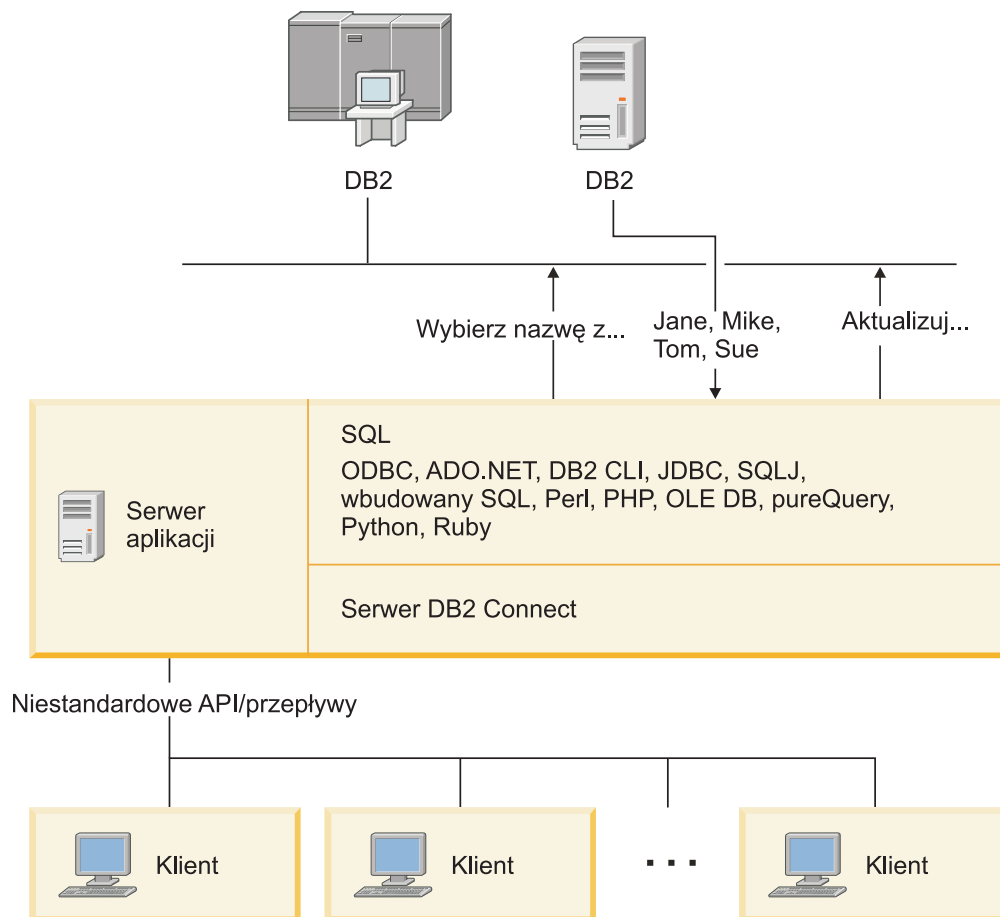 DB2
DB2
Wybierz nazwę z...
Jane, Mike,
Tom, Sue
Aktualizuj...
Serwer
aplikacji
SQL
ODBC, ADO.NET, DB2 CLI, JDBC, SQLJ,
wbudowany SQL, Perl, PHP, OLE DB, pureQuery,
Python, Ruby
Serwer DB2 Connect
Niestandardowe API/przepływy
Klient
Klient
...
Klient